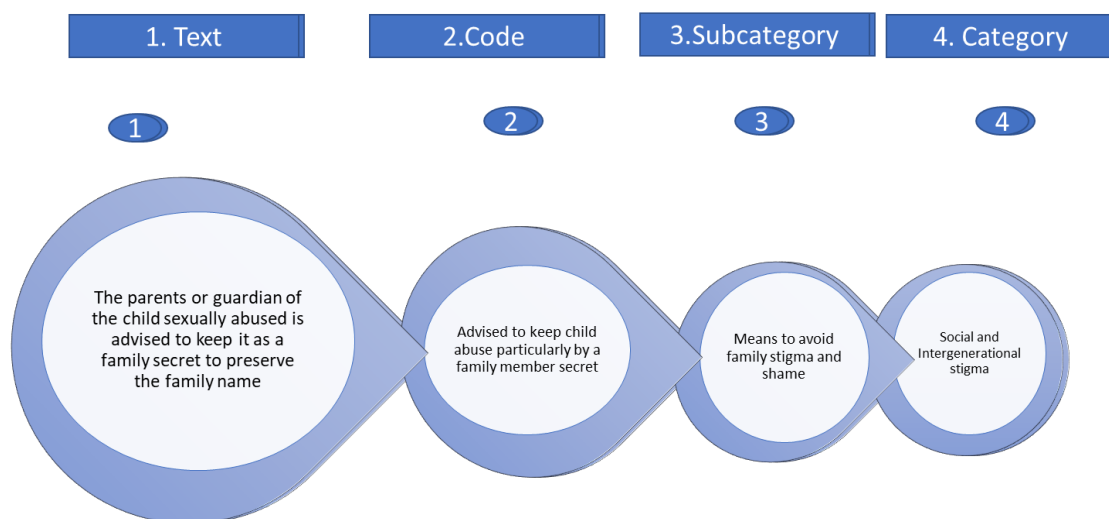 1. Text
2.Code
3.Subcategory
4. Category
1
2
3
4
The parents or guardian of
the child sexually abused is
advised to keep it as a
family secret to preserve
the family name
Advised to keep child
abuse particularly by a
family member secret
Means to avoid
family stigma and
shame
Social and
Intergenerational
stigma